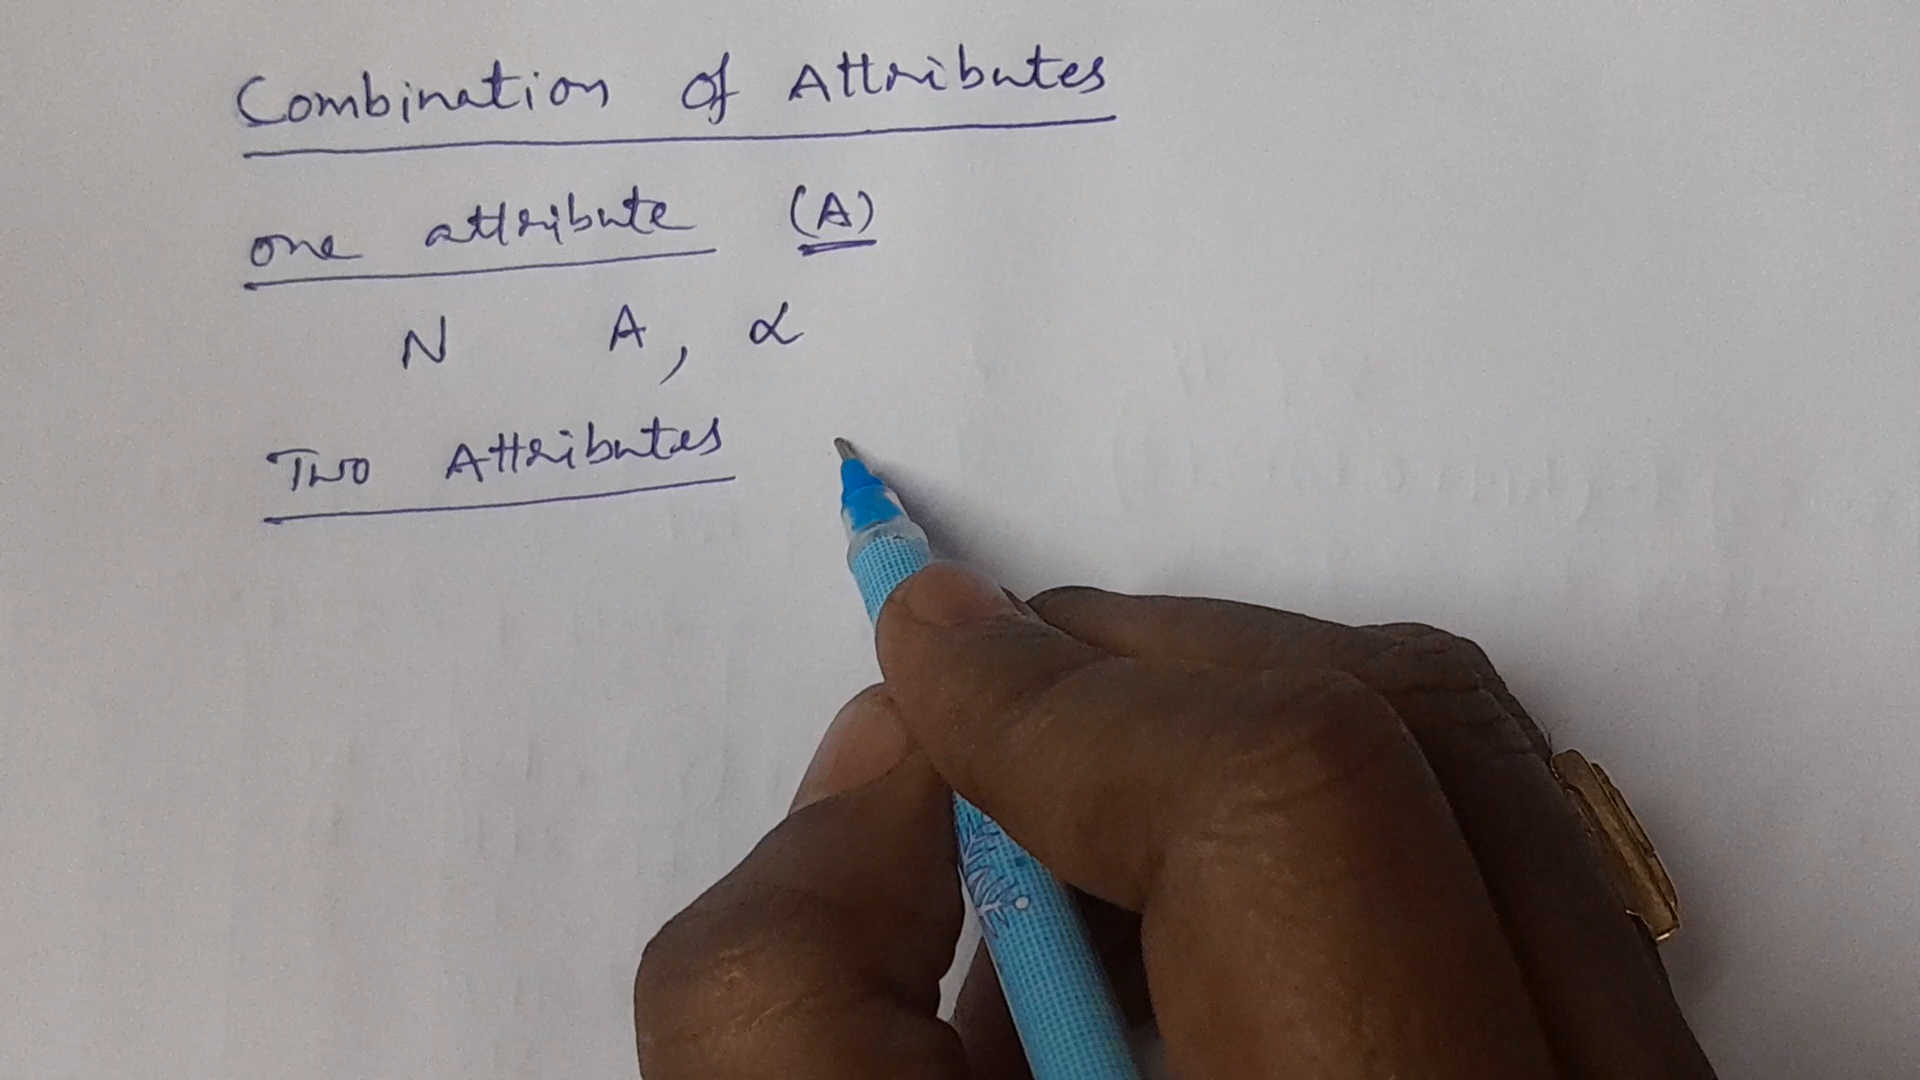 Combination of Attributes
one attribute (A)
N A, α
Two Attributes